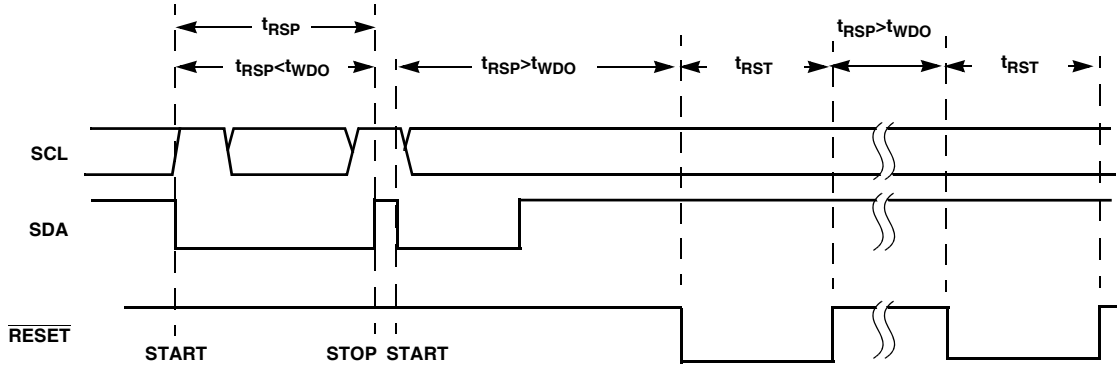 tRSP
tRSP>tWDO
tRSP<tWDO
tRSP>tWDO
tRST
tRST
SCL
SDA
RESET
START
STOP
START